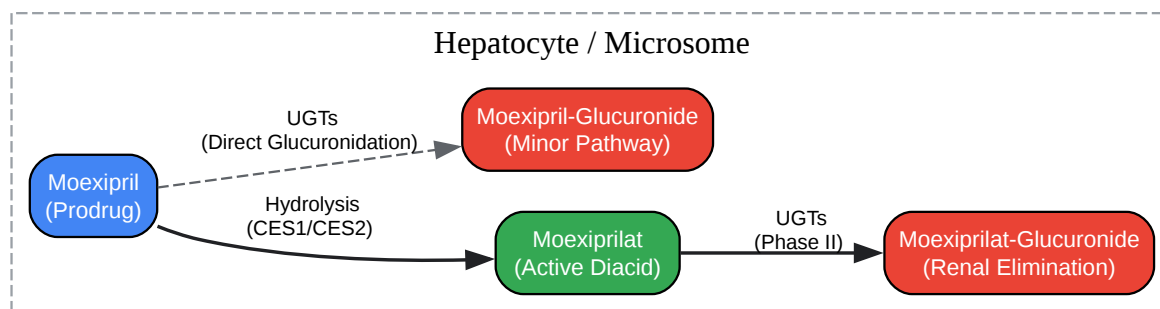 Hepatocyte / Microsome
UGTs
(Direct Glucuronidation)
Moexipril-Glucuronide
(Minor Pathway)
Moexipril
(Prodrug)
Hydrolysis
(CES1/CES2)
Moexiprilat
(Active Diacid)
UGTs
(Phase II)
Moexiprilat-Glucuronide
(Renal Elimination)